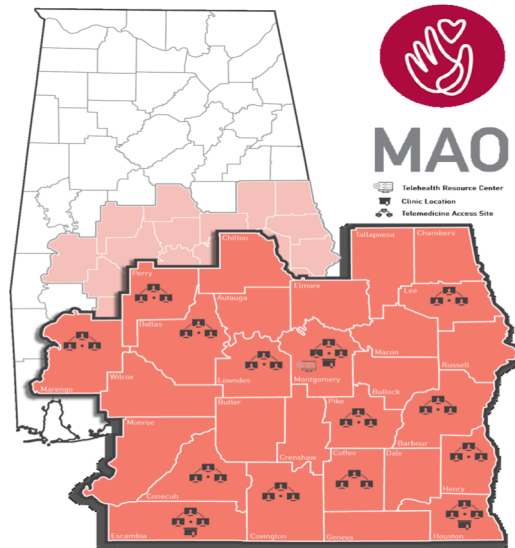 MAO
Telehealth Resource Center
Clinic Location
Telemedicine Access Site
Tallapoosa
Chambers
Chilton
Perry
Elmore
Lee
Autauga
Dallas
Macon
Russell
Marengo
Wilcox
Lowndes
Montgomery
Bullock
Butler
Pike
Monroe
Barbour
Crenshaw
Coffee
Dale
Henry
Conecuh
Escambia
Covington
Geneva
Houston